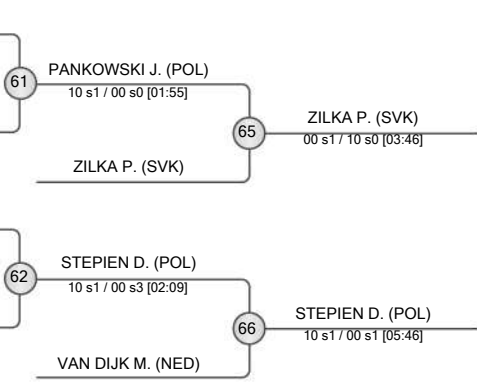 61
PANKOWSKI J. (POL)
10 s1 / 00 s0 [01:55]
65
ZILKA P. (SVK)
00 s1 / 10 s0 [03:46]
ZILKA P. (SVK)
62
STEPIEN D. (POL)
10 s1 / 00 s3 [02:09]
66
STEPIEN D. (POL)
10 s1 / 00 s1 [05:46]
VAN DIJK M. (NED)